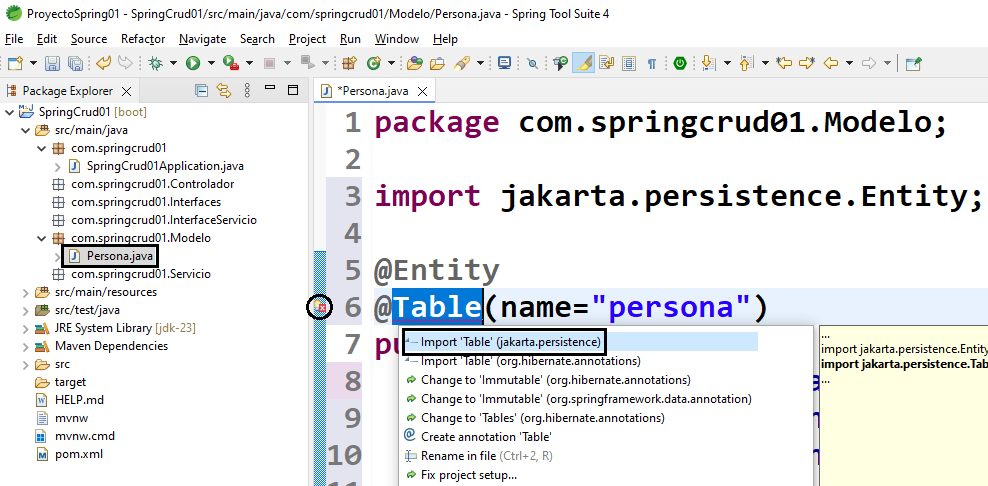 ProyectoSpring01 - SpringCrud01/src/main/java/com/springcrud01/Modelo/Persona.java - Spring Tool Suite 4
File Edit Source Refactor Navigate Search Project Run Window Help
Package Explorer
SpringCrud01 [boot]
src/main/java
com.springcrud01
SpringCrud01Application.java
com.springcrud01.Controlador
com.springcrud01.Interfaces
com.springcrud01.InterfaceServicio
com.springcrud01.Modelo
Persona.java
com.springcrud01.Servicio
src/main/resources
src/test/java
JRE System Library [jdk-23]
Maven Dependencies
src
target
HELP.md
mvnw
mvnw.cmd
pom.xml
*Persona.java
1 package com.springcrud01.Modelo;
2
3 import jakarta.persistence.Entity;
4
5 @Entity
6 @Table(name="persona")
7
8
9
10
11
Import 'Table' (jakarta.persistence)
Import 'Table' (org.hibernate.annotations)
Change to 'Immutable' (org.hibernate.annotations)
Change to 'Immutable' (org.springframework.data.annotation)
Change to 'Tables' (org.hibernate.annotations)
Create annotation 'Table'
Rename in file (Ctrl+2, R)
Fix project setup...
...
import jakarta.persistence.Entity
import jakarta.persistence.Tab
...